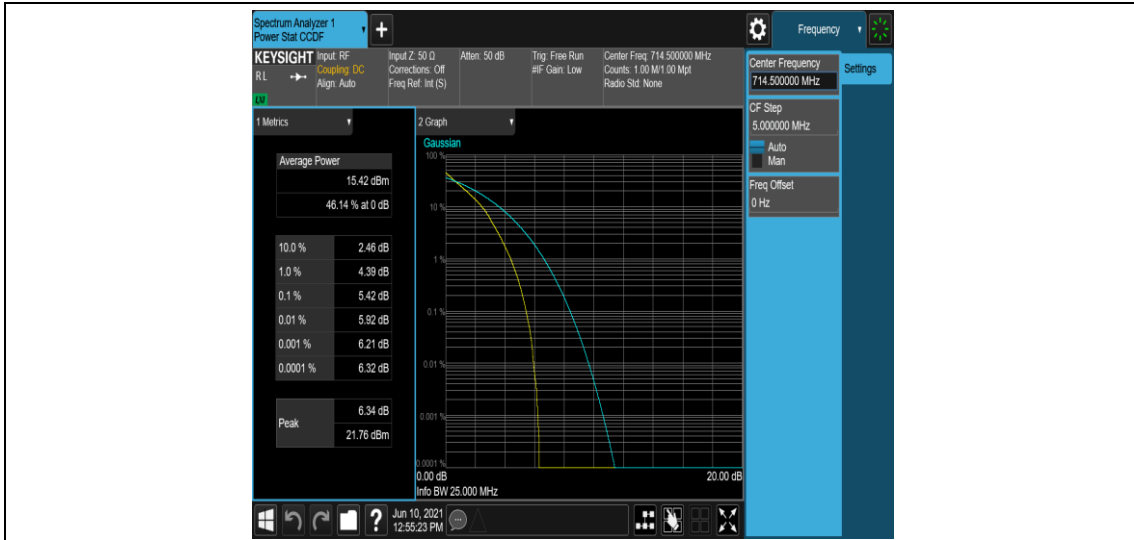 Spectrum Analyzer 1
Power Stat CCDF
+
Frequency
KEYSIGHT
RL
LXI
Input: RF
Coupling: DC
Align: Auto
Input Z: 50 Ω
Corrections: Off
Freq Ref: Int (S)
Atten: 50 dB
Trig: Free Run
#IF Gain: Low
Center Freq: 714.500000 MHz
Counts: 1.00 M/1.00 Mpt
Radio Std: None
Center Frequency
714.500000 MHz
Settings
CF Step
5.000000 MHz
Auto
Man
Freq Offset
0 Hz
1 Metrics
Average Power
15.42 dBm
46.14 % at 0 dB
10.0 % 2.46 dB
1.0 % 4.39 dB
0.1 % 5.42 dB
0.01 % 5.92 dB
0.001 % 6.21 dB
0.0001 % 6.32 dB
Peak
6.34 dB
21.76 dBm
2 Graph
Gaussian
100 %
10 %
1 %
0.1 %
0.01 %
0.001 %
0.0001 %
0.00 dB 20.00 dB
Info BW 25.000 MHz
?
Jun 10, 2021
12:55:23 PM